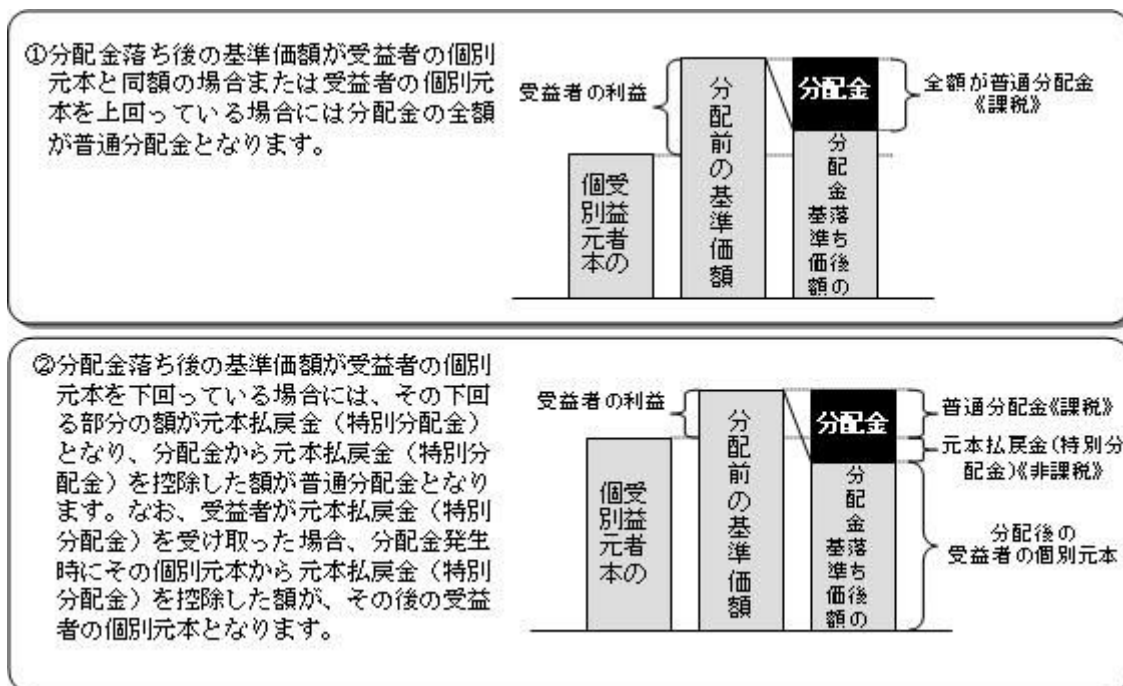 ①分配金落ち後の基準価額が受益者の個別
元本と同額の場合または受益者の個別元
本を上回っている場合には分配金の全額
が普通分配金となります。
受益者の利益
受益者の
個別元本
分配前の基準価額
分配金
分配金落ち後の
基準価額
全額が普通分配金
《課税》
②分配金落ち後の基準価額が受益者の個別
元本を下回っている場合には、その下回
る部分の額が元本払戻金（特別分配金）
となり、分配金から元本払戻金（特別分
配金）を控除した額が普通分配金となり
ます。なお、受益者が元本払戻金（特別
分配金）を受け取った場合、分配金発生
時にその個別元本から元本払戻金（特別
分配金）を控除した額が、その後の受益
者の個別元本となります。
受益者の利益
受益者の
個別元本
分配前の基準価額
分配金
分配金落ち後の
基準価額
普通分配金《課税》
元本払戻金(特別分
配金)《非課税》
分配後の
受益者の個別元本